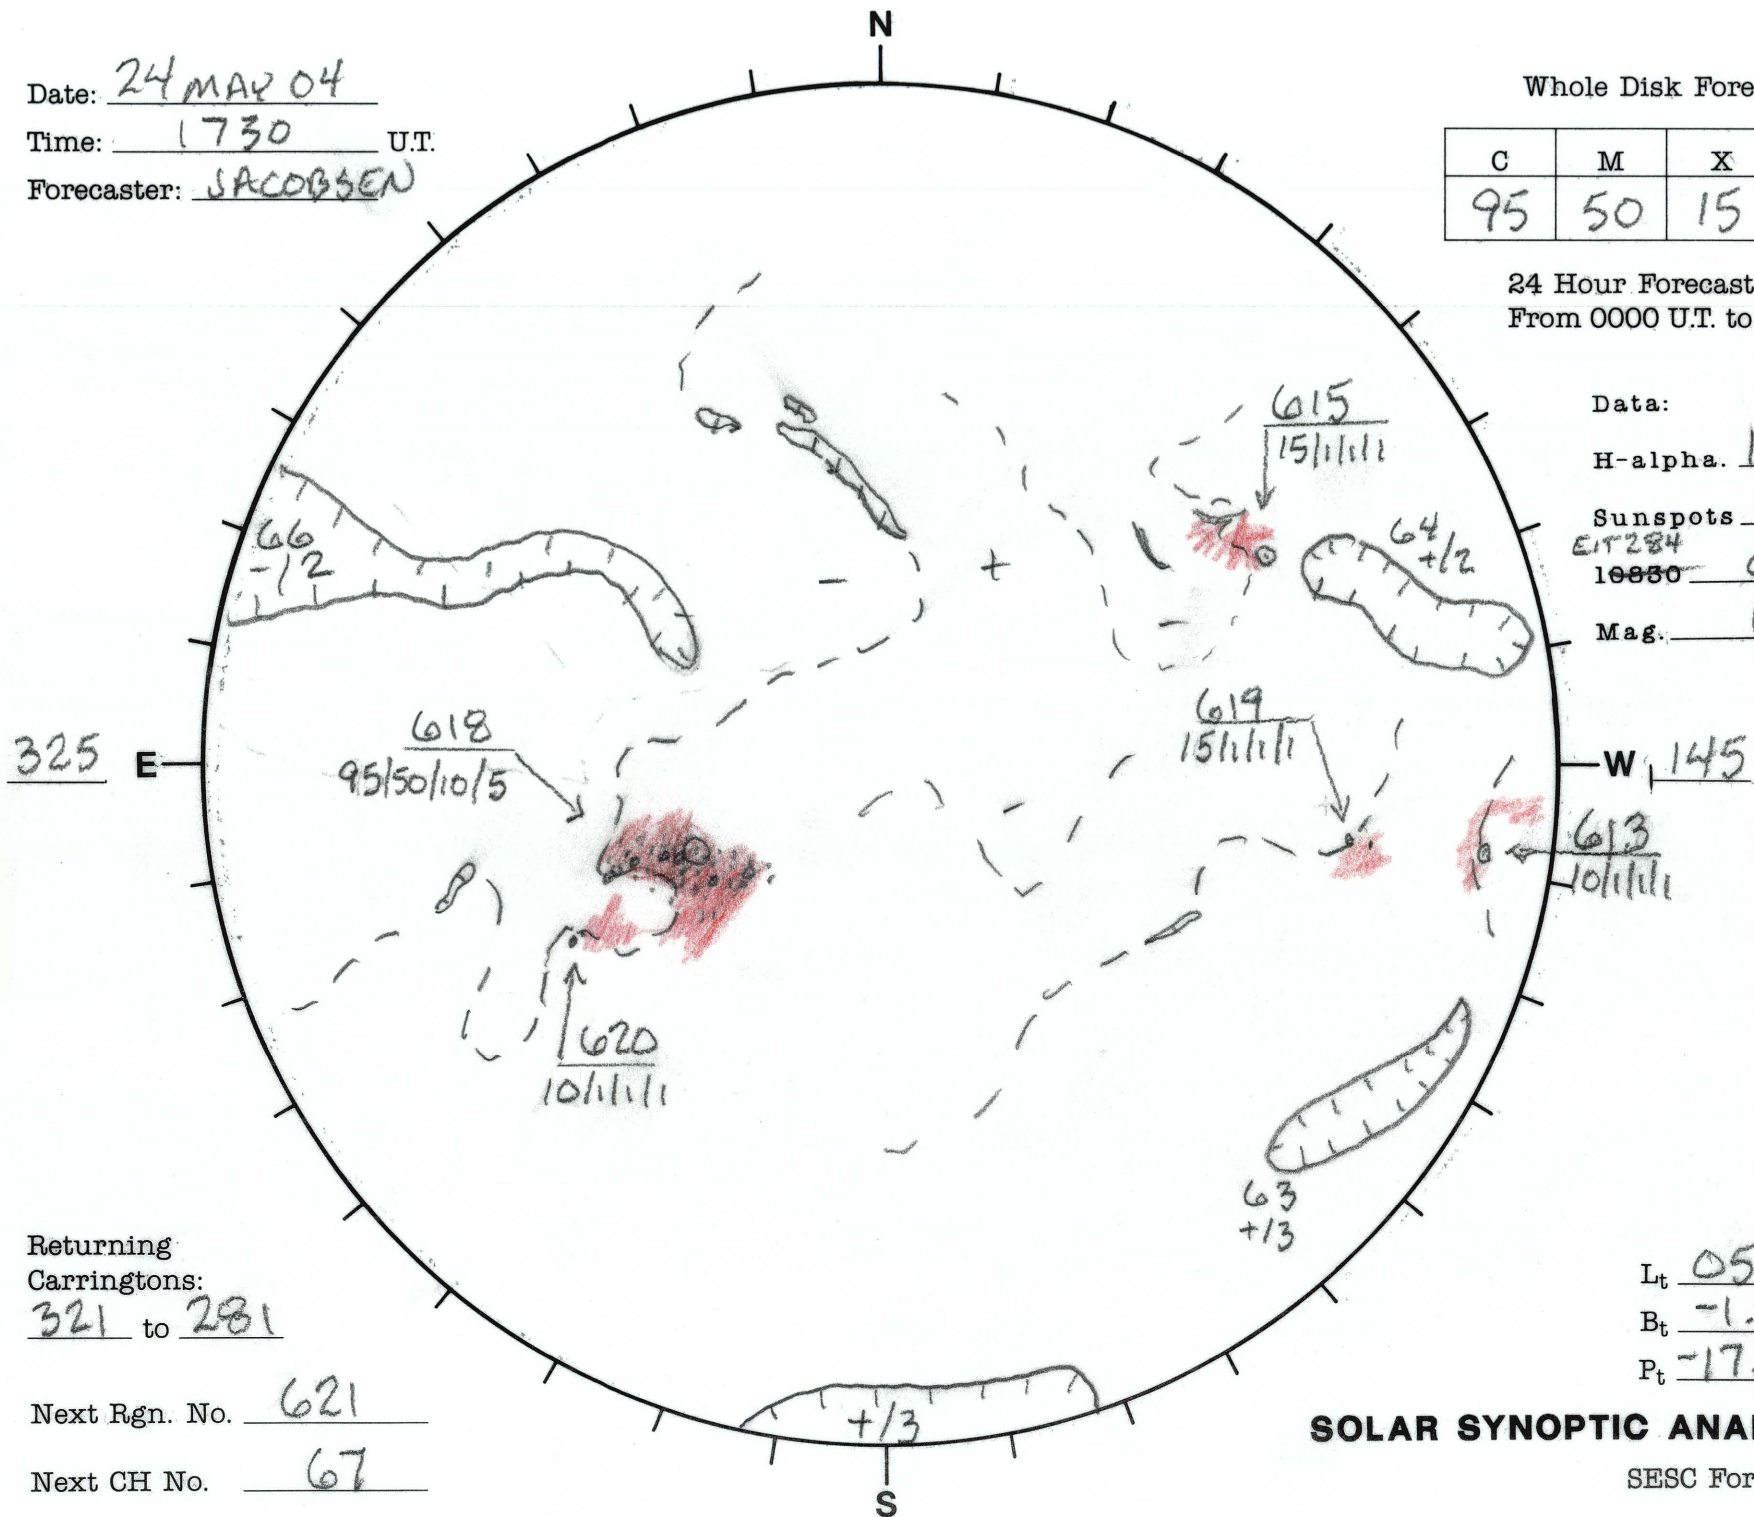 N
Date: 24 MAY 04
Time: 1730 U.T.
Forecaster: JACOBSEN
Whole Disk Fore
C M X
95 50 15
24 Hour Forecast
From 0000 U.T. to
Data:
H-alpha.
Sunspots
EIT284
10830
Mag.
615
15/1/1/1
66
-/2
64
+/2
- +
-
618
95/50/10/5
619
15/1/1/1
325 E
W 145
613
10/1/1/1
620
10/1/1/1
63
+/3
+/3
Returning
Carringtons:
321 to 281
Next Rgn. No. 621
Next CH No. 67
Lt 05
Bt -1.
Pt -17.
SOLAR SYNOPTIC ANAL
SESC For
S